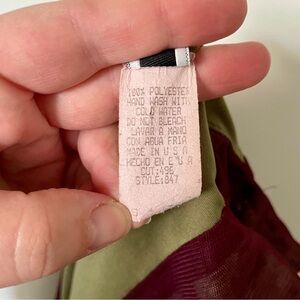 100% POLYESTER
HAND WASH WITH
COLD WATER
DO NOT BLEACH
LAVAR A MANO
CON AGUA FRIA
MADE IN U.S.A
HECHO EN E U A
CUT:496
STYLE:847